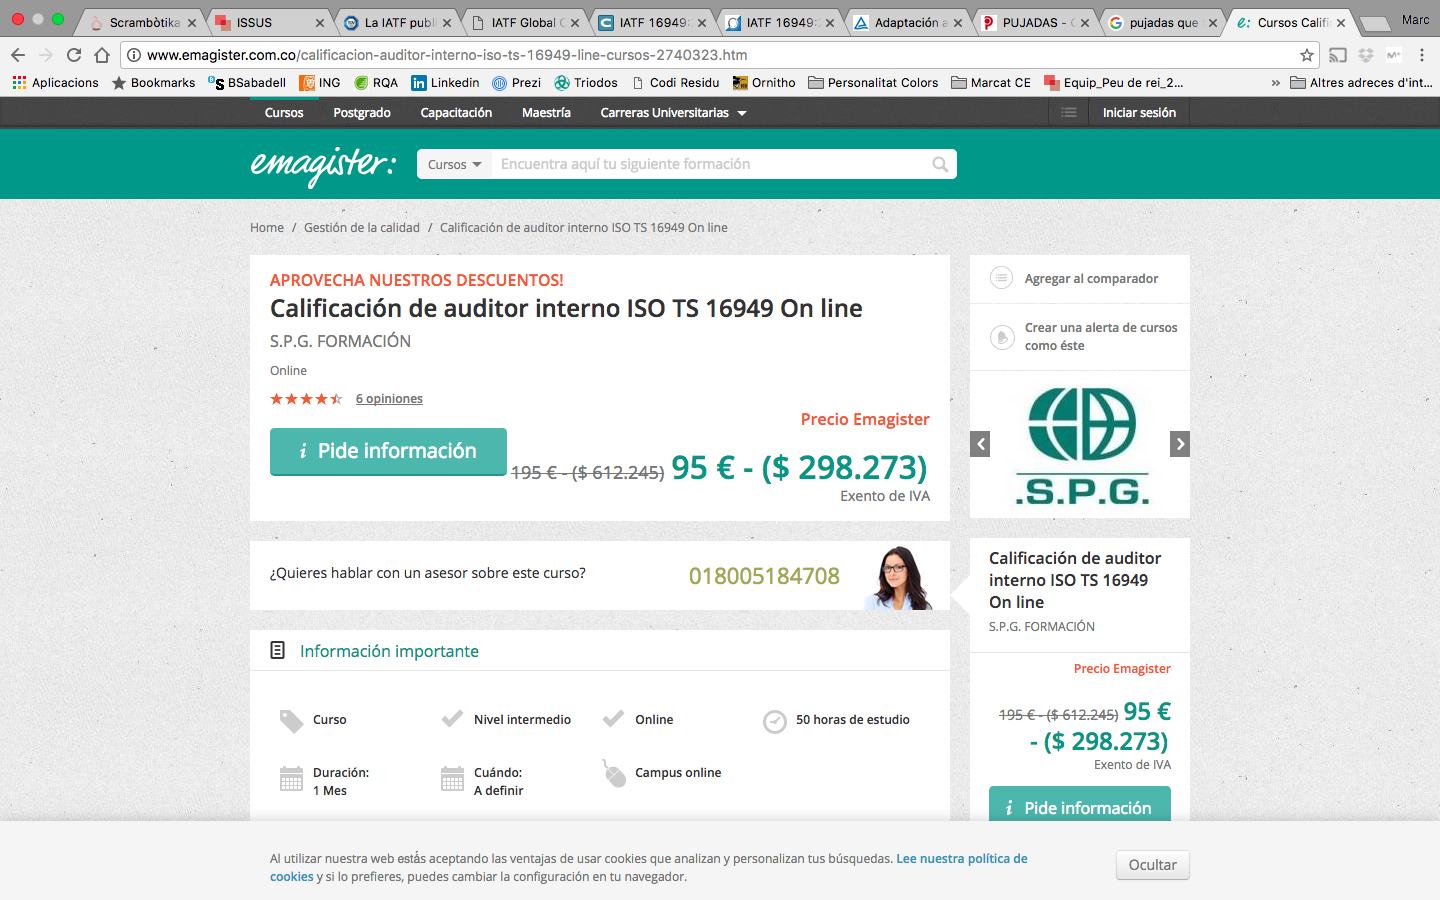 Scrambòtika
ISSUS
La IATF publ
IATF Global O
IATF 16949:
IATF 16949:2
Adaptación a
PUJADAS - C
pujadas que
Cursos Califi
Marc
www.emagister.com.co/calificacion-auditor-interno-iso-ts-16949-line-cursos-2740323.htm
Aplicacions
Bookmarks
BSabadell
ING
RQA
Linkedin
Prezi
Triodos
Codi Residu
Ornitho
Personalitat Colors
Marcat CE
Equip_Peu de rei_2...
»
Altres adreces d'int...
Cursos
Postgrado
Capacitación
Maestría
Carreras Universitarias
Iniciar sesión
emagister:
Cursos
Encuentra aquí tu siguiente formación
Home / Gestión de la calidad / Calificación de auditor interno ISO TS 16949 On line
APROVECHA NUESTROS DESCUENTOS!
Calificación de auditor interno ISO TS 16949 On line
S.P.G. FORMACIÓN
Online
6 opiniones
Precio Emagister
i Pide información
195 € - ($ 612.245) 95 € - ($ 298.273)
Exento de IVA
Agregar al comparador
Crear una alerta de cursos
como éste
.S.P.G.
¿Quieres hablar con un asesor sobre este curso?
018005184708
Calificación de auditor
interno ISO TS 16949
On line
S.P.G. FORMACIÓN
Precio Emagister
195 € - ($ 612.245) 95 €
- ($ 298.273)
Exento de IVA
i Pide información
Información importante
Curso
Nivel intermedio
Online
50 horas de estudio
Duración:
1 Mes
Cuándo:
A definir
Campus online
Al utilizar nuestra web estás aceptando las ventajas de usar cookies que analizan y personalizan tus búsquedas. Lee nuestra política de
cookies y si lo prefieres, puedes cambiar la configuración en tu navegador.
Ocultar